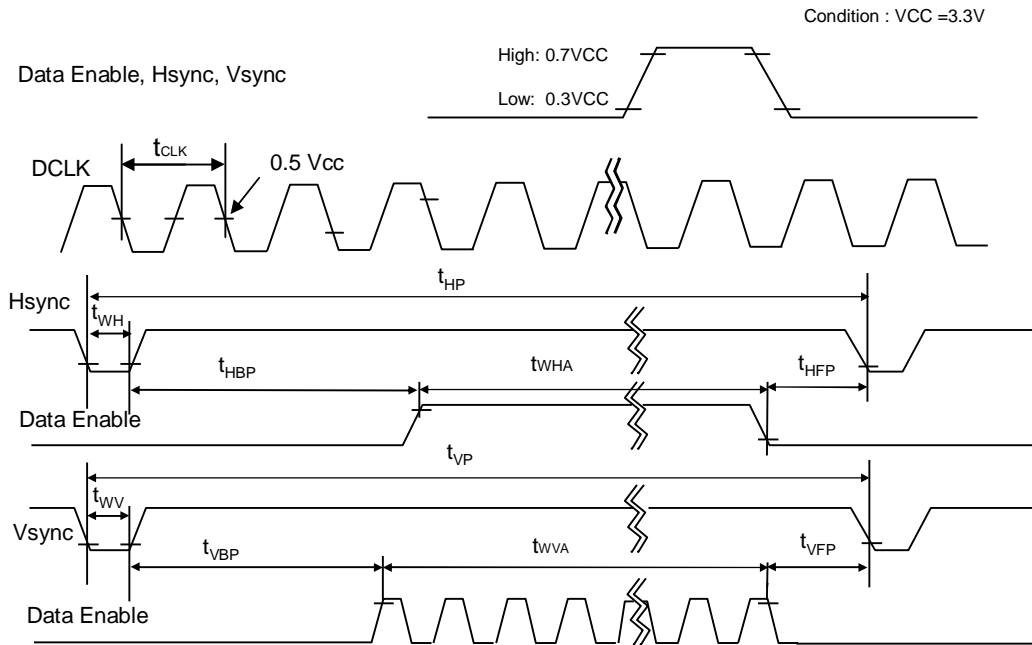 Condition : VCC =3.3V
High: 0.7VCC
Data Enable, Hsync, Vsync
Low: 0.3VCC
tCLK
DCLK
0.5 Vcc
tHP
Hsync
tWH
tHBP
tWHA
tHFP
Data Enable
tVP
tWV
Vsync
tVBP
tWVA
tVFP
Data Enable